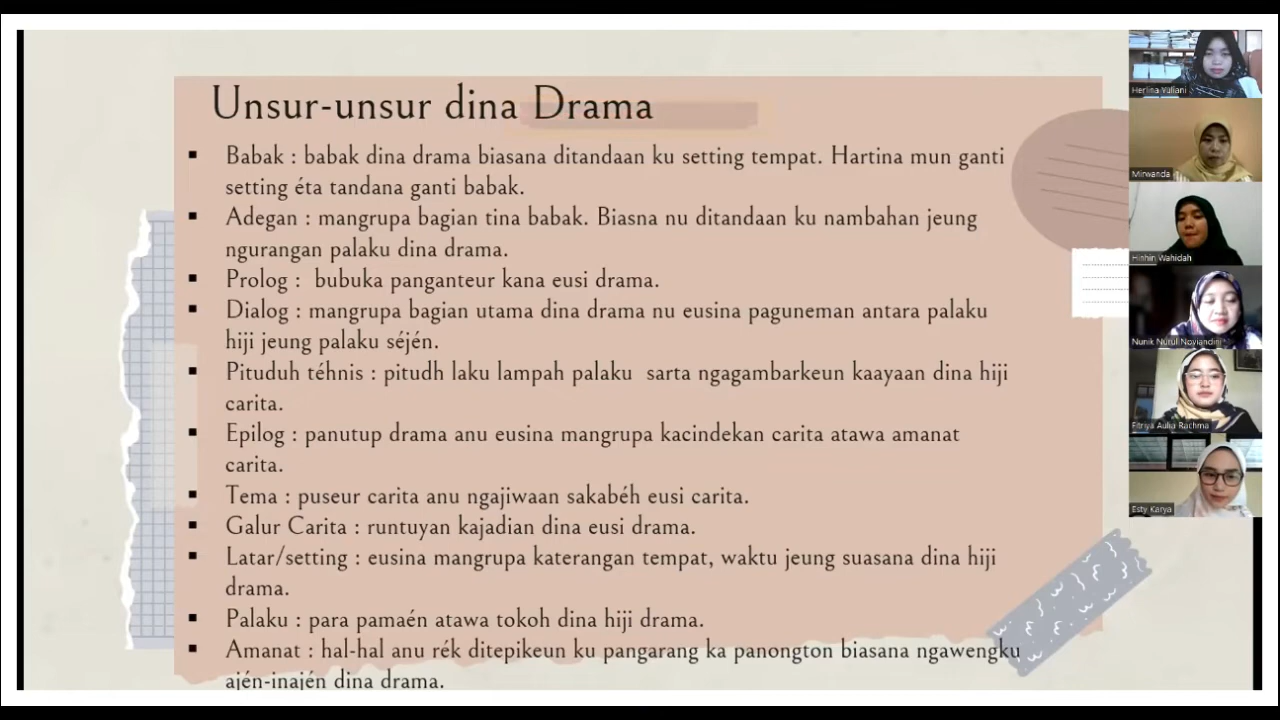 Unsur-unsur dina Drama
▪ Babak : babak dina drama biasana ditandaan ku setting tempat. Hartina mun ganti
setting éta tandana ganti babak.
▪ Adegan : mangrupa bagian tina babak. Biasna nu ditandaan ku nambahan jeung
ngurangan palaku dina drama.
▪ Prolog : bubuka panganteur kana eusi drama.
▪ Dialog : mangrupa bagian utama dina drama nu eusina paguneman antara palaku
hiji jeung palaku séjén.
▪ Pituduh téhnis : pitudh laku lampah palaku sarta ngagambarkeun kaayaan dina hiji
carita.
▪ Epilog : panutup drama anu eusina mangrupa kacindekan carita atawa amanat
carita.
▪ Tema : puseur carita anu ngajiwaan sakabéh eusi carita.
▪ Galur Carita : runtuyan kajadian dina eusi drama.
▪ Latar/setting : eusina mangrupa katerangan tempat, waktu jeung suasana dina hiji
drama.
▪ Palaku : para pamaén atawa tokoh dina hiji drama.
▪ Amanat : hal-hal anu rék ditepikeun ku pangarang ka panongton biasana ngawengku
ajén-inajén dina drama.
Herlina Yuliani
Mirwanda
Hinhin Wahidah
Nunik Nurul Noviandini
Fitriya Aulia Rachma
Esty Karya